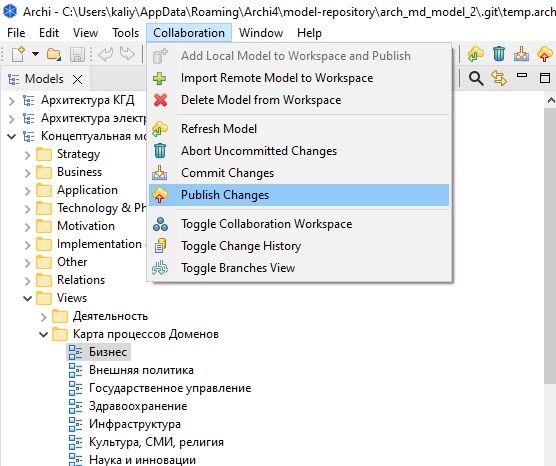 Archi - C:\Users\kaliy\AppData\Roaming\Archi4\model-repository\arch_md_model_2\.git\temp.arch
File Edit View Tools Collaboration Window Help
Add Local Model to Workspace and Publish
Import Remote Model to Workspace
Delete Model from Workspace
Refresh Model
Abort Uncommitted Changes
Commit Changes
Publish Changes
Toggle Collaboration Workspace
Toggle Change History
Toggle Branches View
Models
Архитектура КГД
Архитектура электр
Концептуальная мо
Strategy
Business
Application
Technology & Ph
Motivation
Implementation
Other
Relations
Views
Деятельность
Карта процессов Доменов
Бизнес
Внешняя политика
Государственное управление
Здравоохранение
Инфраструктура
Культура, СМИ, религия
Наука и инновации